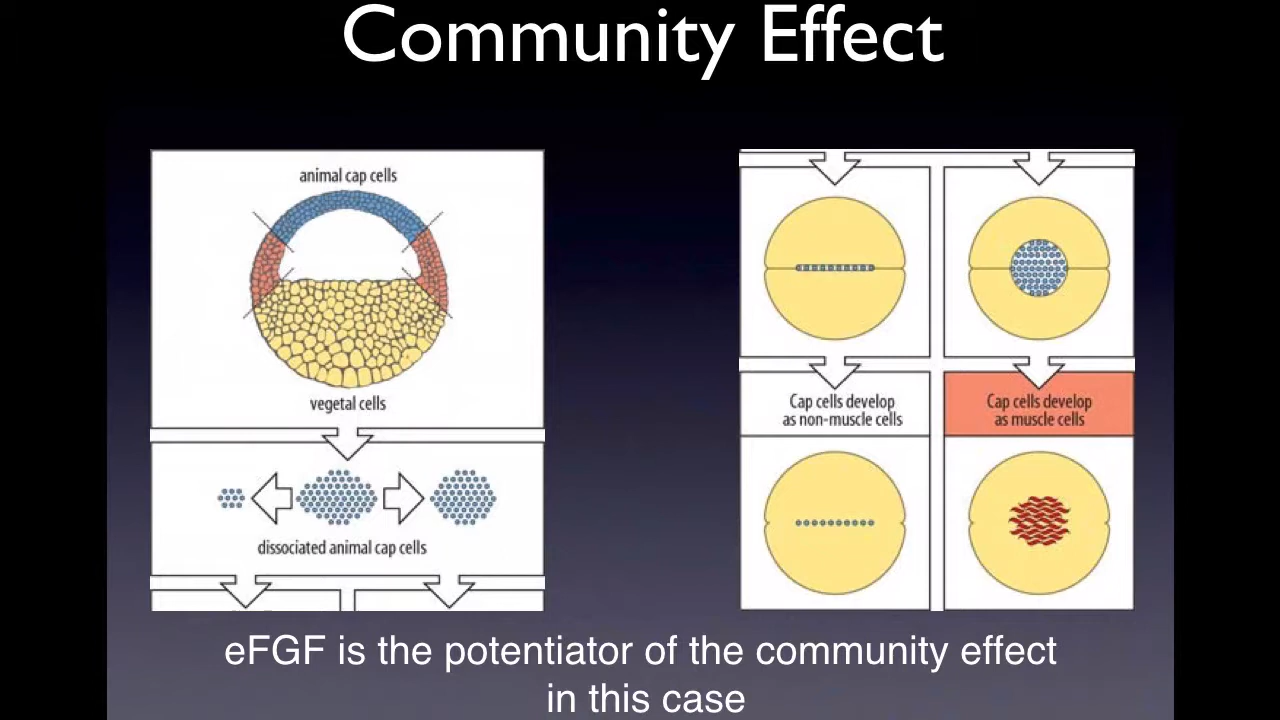 Community Effect
animal cap cells
vegetal cells
dissociated animal cap cells
Cap cells develop
as non-muscle cells
Cap cells develop
as muscle cells
eFGF is the potentiator of the community effect
in this case